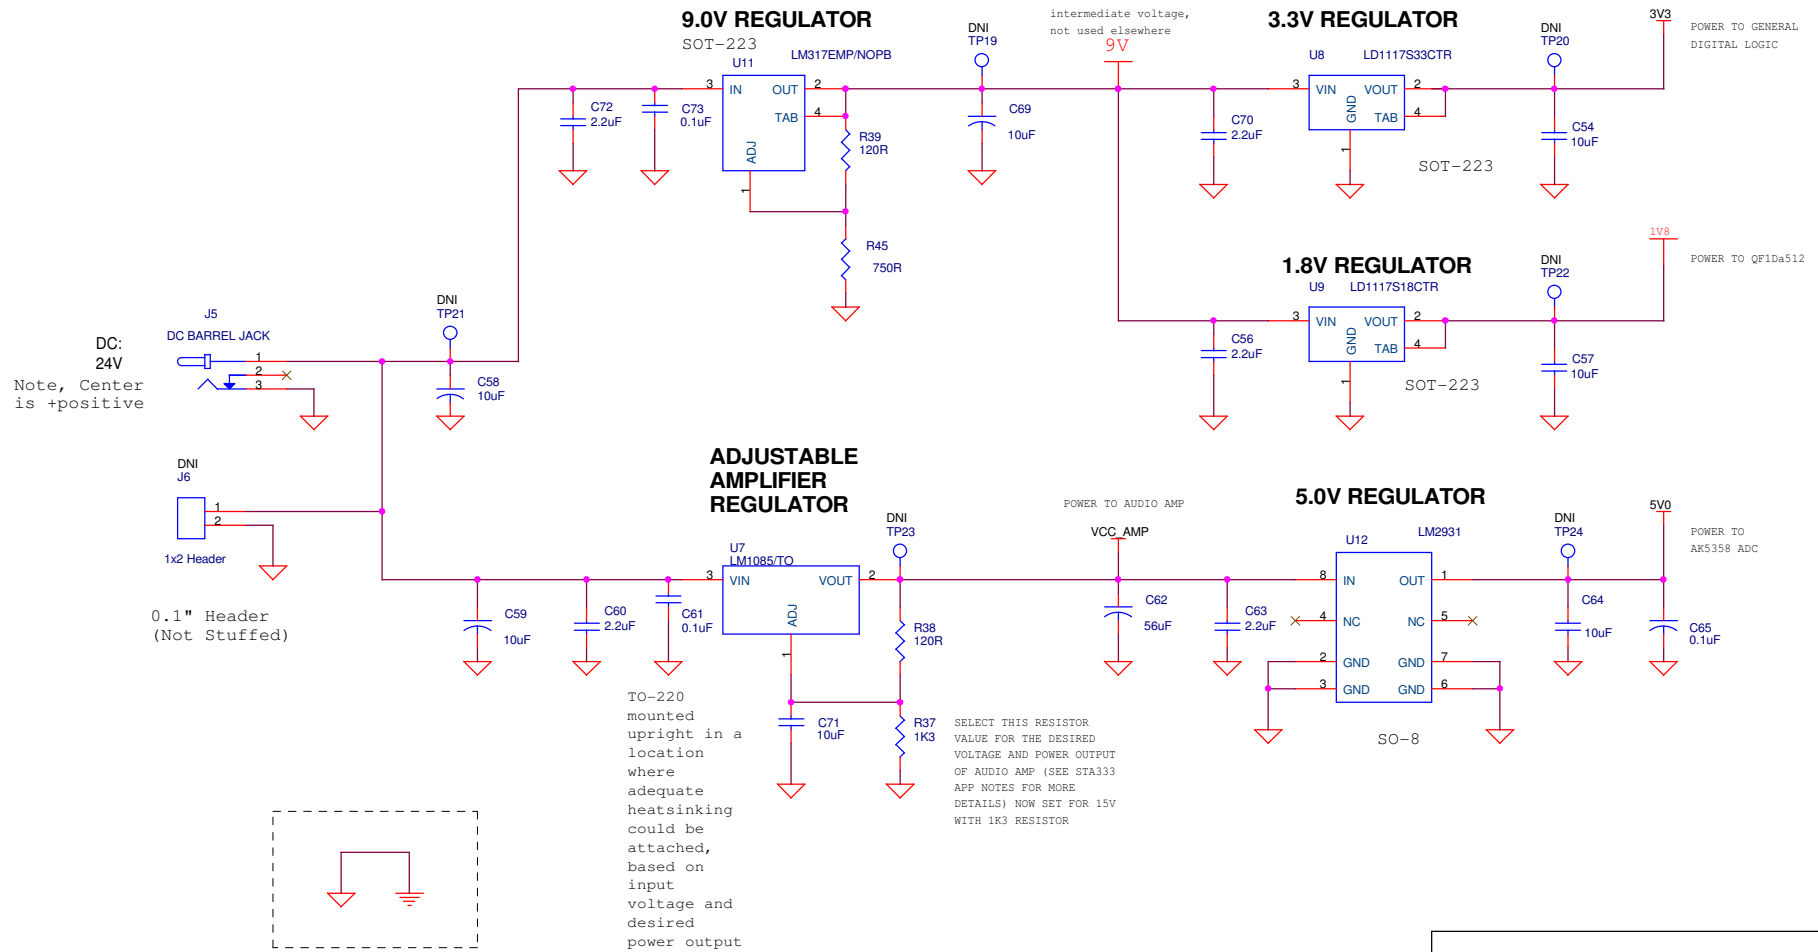 9.0V REGULATOR
SOT-223
U11
LM317EMP/NOPB
3
IN
OUT
2
TAB
4
ADJ
1
C72
2.2uF
C73
0.1uF
R39
120R
R45
750R
DNI
TP19
C69
10uF
intermediate voltage,
not used elsewhere
9V
3.3V REGULATOR
U8
LD1117S33CTR
3
VIN
VOUT
2
GND
TAB
4
1
C70
2.2uF
SOT-223
DNI
TP20
C54
10uF
3V3
POWER TO GENERAL
DIGITAL LOGIC
1.8V REGULATOR
U9
LD1117S18CTR
3
VIN
VOUT
2
GND
TAB
4
1
C56
2.2uF
SOT-223
DNI
TP22
C57
10uF
1V8
POWER TO QF1Da512
J5
DC BARREL JACK
DC:
24V
Note, Center
is +positive
1
2
3
DNI
TP21
C58
10uF
DNI
J6
1
2
1x2 Header
0.1" Header
(Not Stuffed)
ADJUSTABLE
AMPLIFIER
REGULATOR
U7
LM1085/TO
3
VIN
VOUT
2
ADJ
1
C59
10uF
C60
2.2uF
C61
0.1uF
DNI
TP23
R38
120R
C71
10uF
R37
1K3
TO-220
mounted
upright in a
location
where
adequate
heatsinking
could be
attached,
based on
input
voltage and
desired
power output
SELECT THIS RESISTOR
VALUE FOR THE DESIRED
VOLTAGE AND POWER OUTPUT
OF AUDIO AMP (SEE STA333
APP NOTES FOR MORE
DETAILS) NOW SET FOR 15V
WITH 1K3 RESISTOR
POWER TO AUDIO AMP
VCC_AMP
C62
56uF
C63
2.2uF
5.0V REGULATOR
U12
LM2931
8
IN
OUT
1
4
NC
NC
5
2
GND
GND
7
3
GND
GND
6
SO-8
DNI
TP24
C64
10uF
C65
0.1uF
5V0
POWER TO
AK5358 ADC